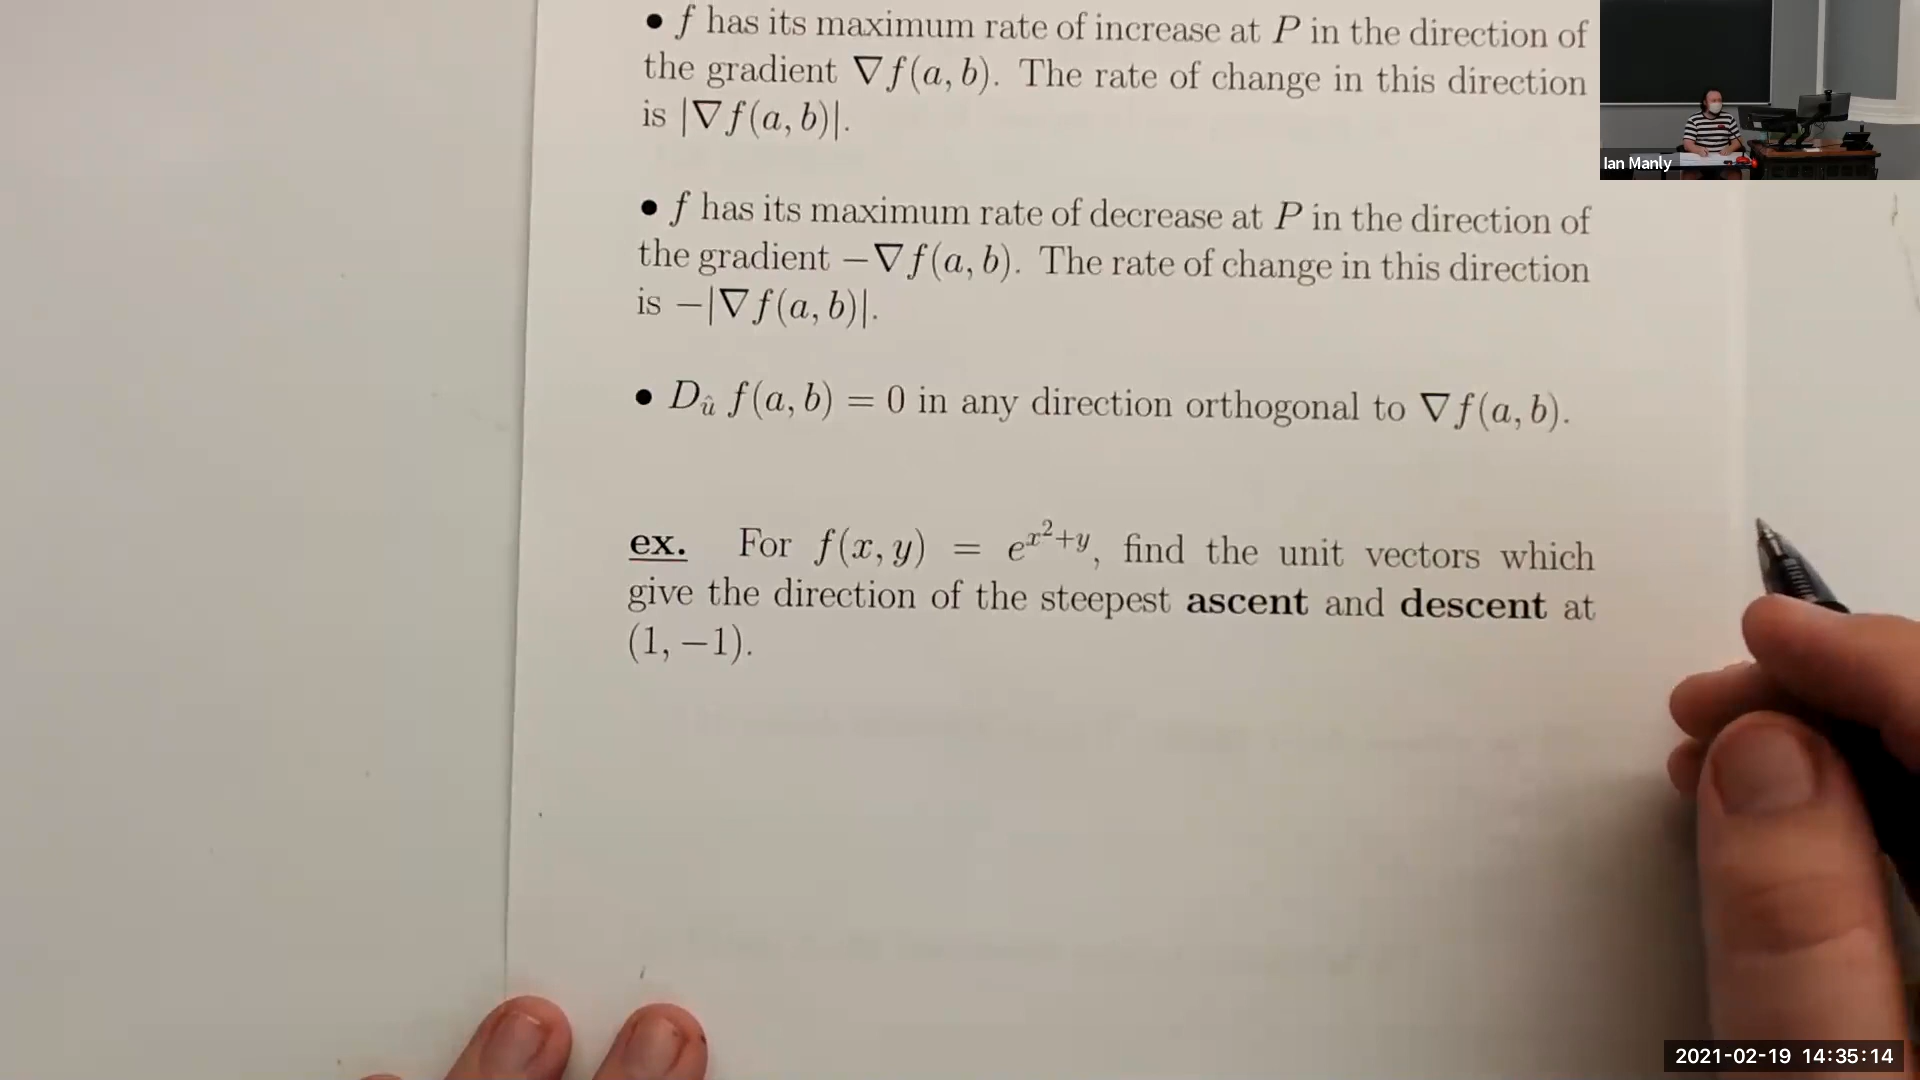 • f has its maximum rate of increase at P in the direction of
the gradient ∇f(a, b). The rate of change in this direction
is |∇f(a, b)|.
• f has its maximum rate of decrease at P in the direction of
the gradient −∇f(a, b). The rate of change in this direction
is −|∇f(a, b)|.
• D_û f(a, b) = 0 in any direction orthogonal to ∇f(a, b).
ex. For f(x, y) = e^{x²+y}, find the unit vectors which
give the direction of the steepest ascent and descent at
(1, −1).
Ian Manly
2021-02-19 14:35:14